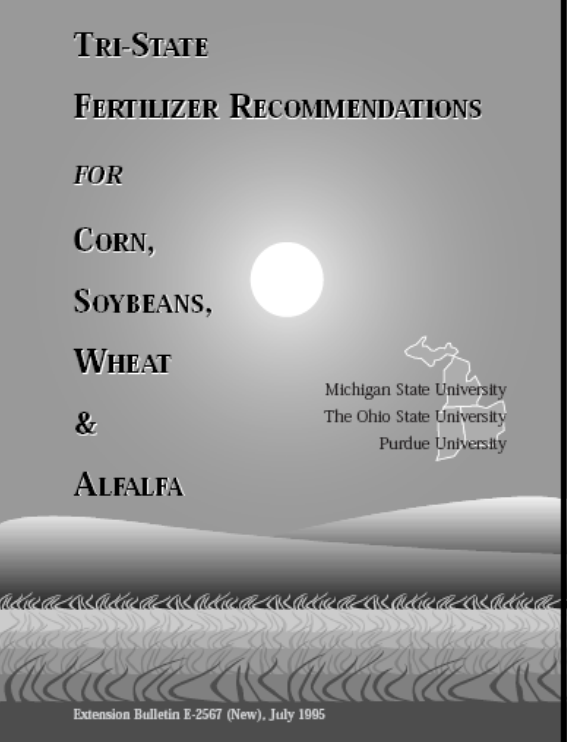 Tri-State
Fertilizer Recommendations
for
Corn,
Soybeans,
Wheat
&
Alfalfa
Michigan State University
The Ohio State University
Purdue University
Extension Bulletin E-2567 (New), July 1995